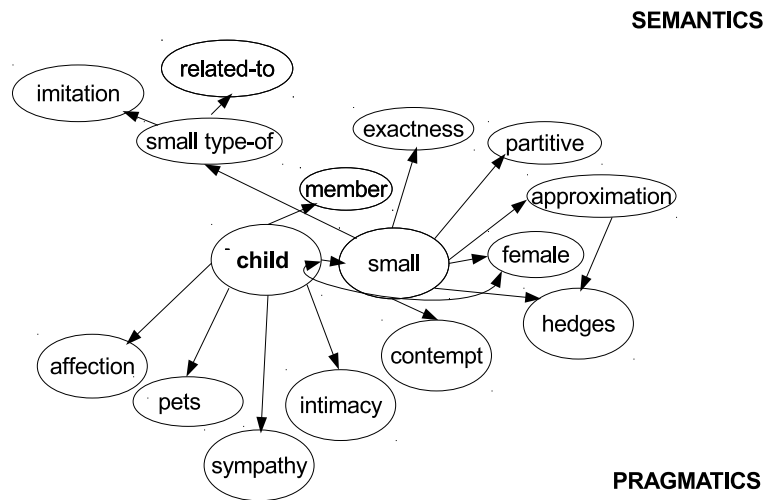 SEMANTICS
related-to
imitation
small type-of
exactness
partitive
member
approximation
child
small
female
hedges
affection
contempt
pets
intimacy
sympathy
PRAGMATICS